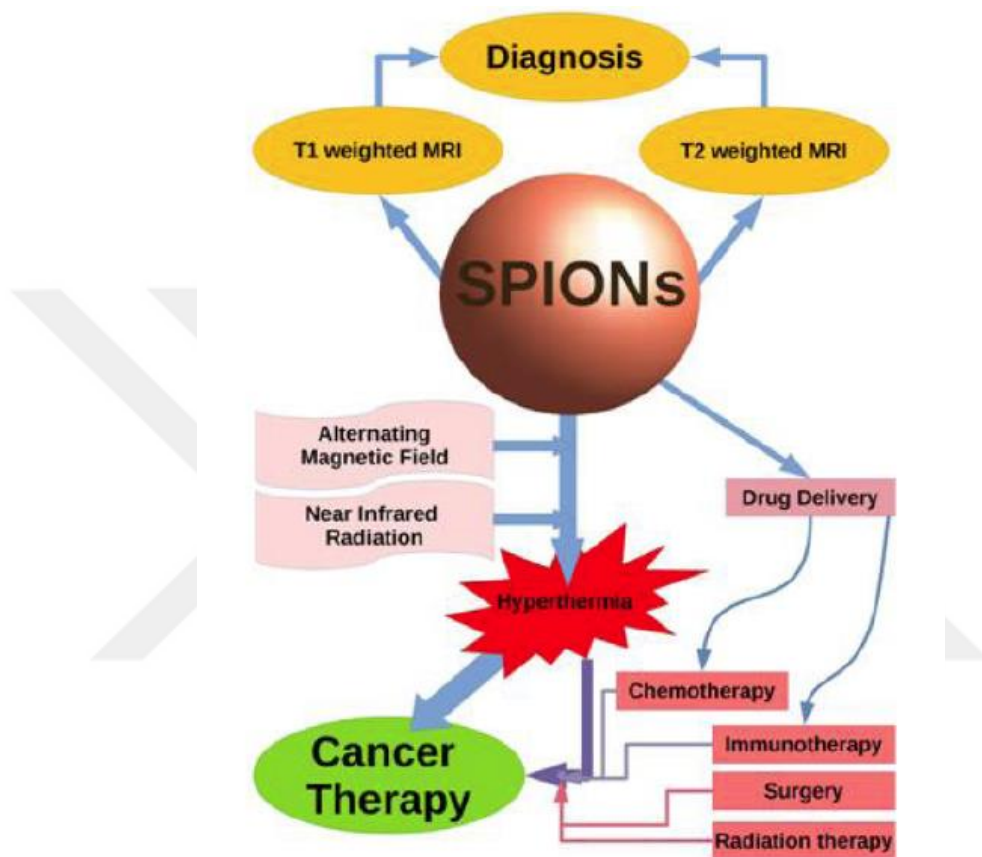 Diagnosis
T1 weighted MRI
T2 weighted MRI
SPIONs
Alternating
Magnetic Field
Near Infrared
Radiation
Drug Delivery
Hyperthermia
Chemotherapy
Immunotherapy
Surgery
Radiation therapy
Cancer
Therapy